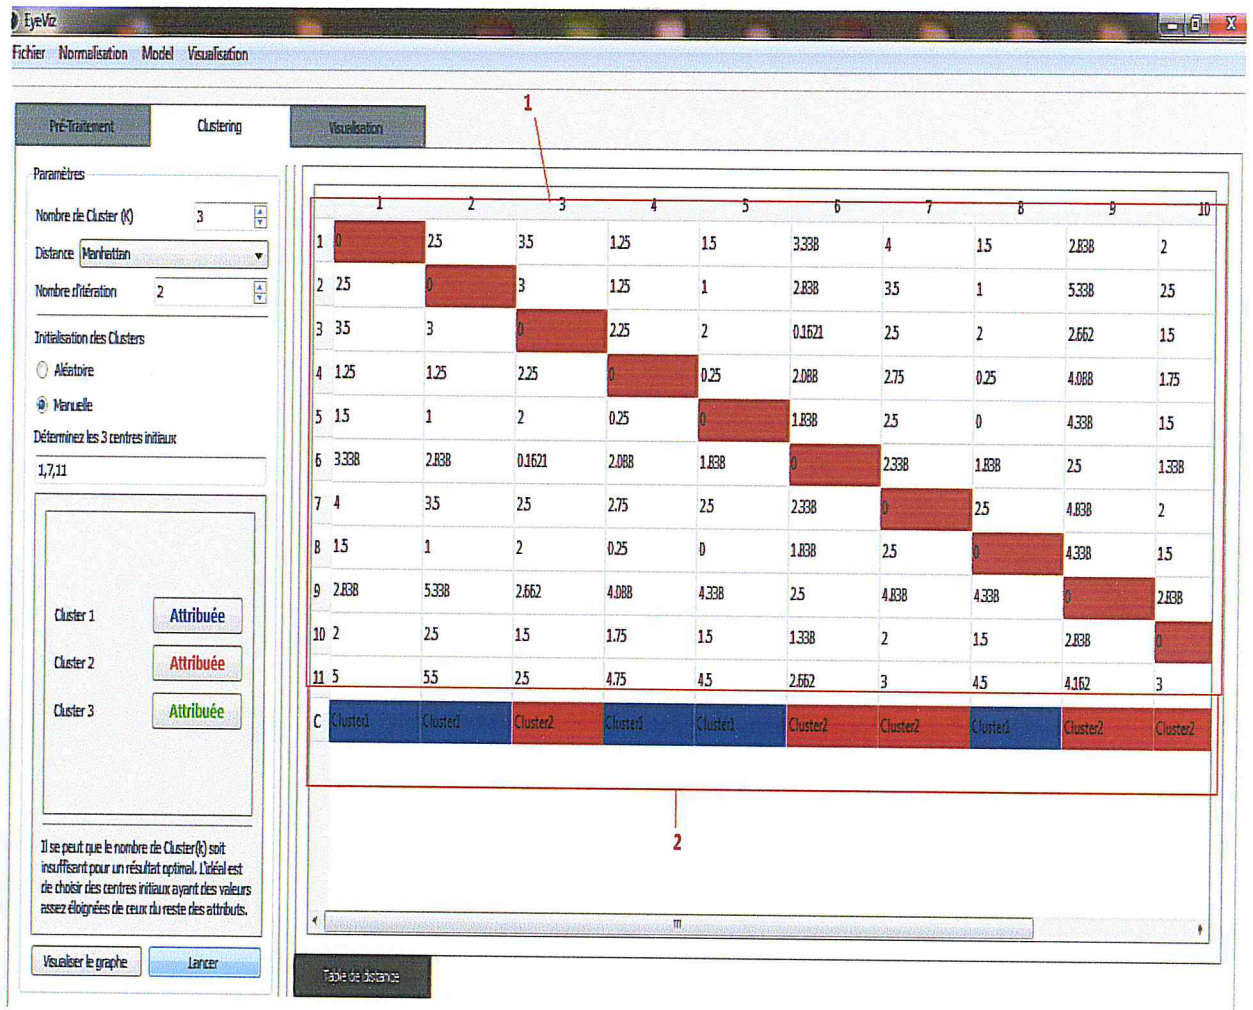 EyeViz
Fichier Normalisation Model Visualisation
1
Pré-Traitement Clustering Visualisation
Paramètres
Nombre de Cluster (K) 3
Distance Manhattan
Nombre d'itération 2
Initialisation des Clusters
Aléatoire
Manuelle
Déterminez les 3 centres initiaux
1,7,11
Cluster 1 Attribuée
Cluster 2 Attribuée
Cluster 3 Attribuée
Il se peut que le nombre de Cluster(k) soit
insuffisant pour un résultat optimal. L'idéal est
de choisir des centres initiaux ayant des valeurs
assez éloignées de ceux du reste des attributs.
Visualiser le graphe Lancer
1 2 3 4 5 6 7 8 9 10
1 0 2.5 3.5 1.25 1.5 3.338 4 1.5 2.838 2
2 2.5 0 3 1.25 1 2.838 3.5 1 5.338 2.5
3 3.5 3 0 2.25 2 0.1621 2.5 2 2.662 1.5
4 1.25 1.25 2.25 0 0.25 2.088 2.75 0.25 4.088 1.75
5 1.5 1 2 0.25 0 1.838 2.5 0 4.338 1.5
6 3.338 2.838 0.1621 2.088 1.838 0 2.338 1.838 2.5 1.338
7 4 3.5 2.5 2.75 2.5 2.338 0 2.5 4.838 2
8 1.5 1 2 0.25 0 1.838 2.5 0 4.338 1.5
9 2.838 5.338 2.662 4.088 4.338 2.5 4.838 4.338 0 2.838
10 2 2.5 1.5 1.75 1.5 1.338 2 1.5 2.838 0
11 5 5.5 2.5 4.75 4.5 2.662 3 4.5 4.162 3
C Cluster1 Cluster1 Cluster2 Cluster1 Cluster1 Cluster2 Cluster2 Cluster1 Cluster2 Cluster2
2
Table de distance